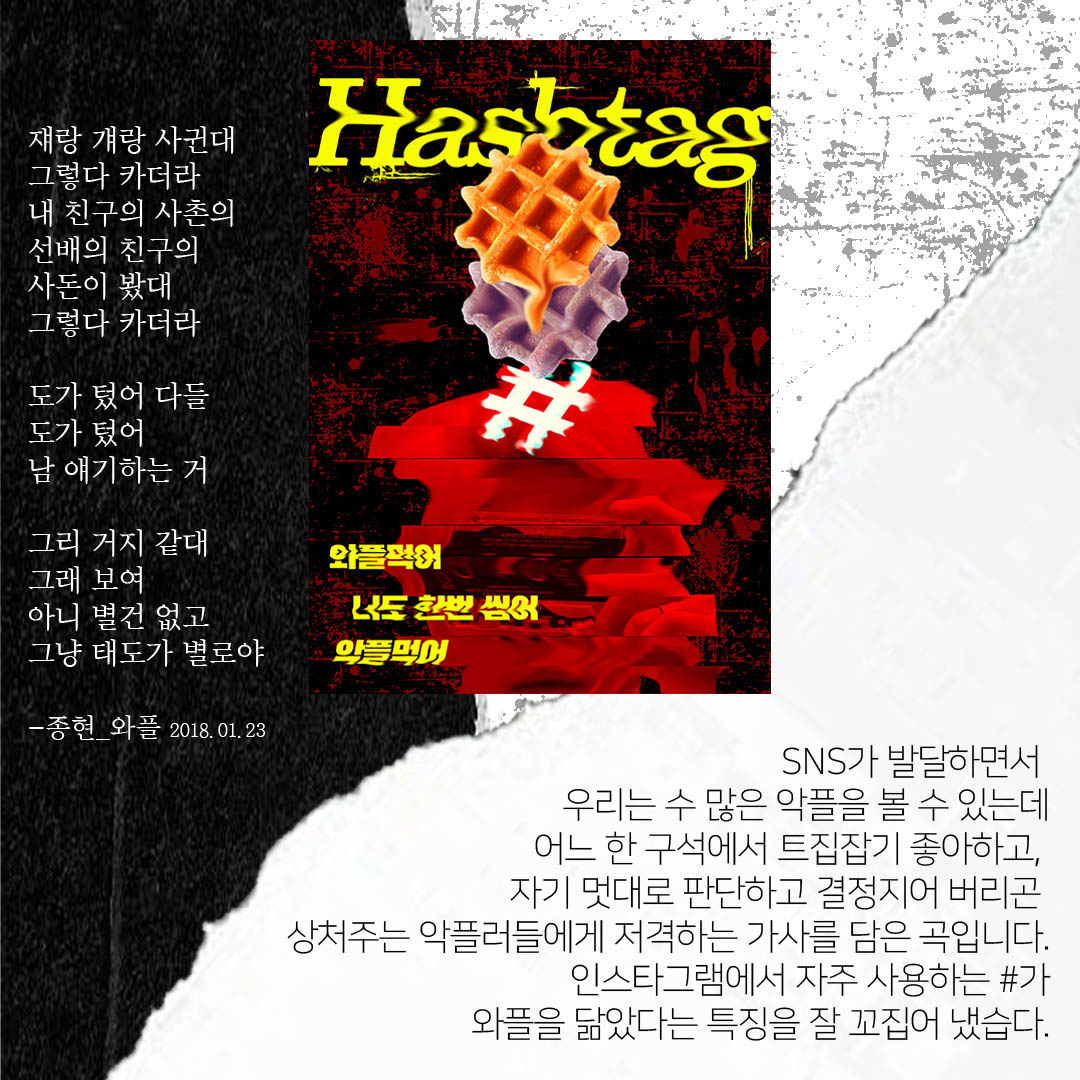 쟤랑 걔랑 사귄대
그렇다 카더라
내 친구의 사촌의
선배의 친구의
사돈이 봤대
그렇다 카더라
도가 텄어 다들
도가 텄어
남 얘기하는 거
그리 거지 같대
그래 보여
아니 별건 없고
그냥 태도가 별로야
-종현_와플 2018.01.23
Hashtag
#
와플먹어
너도 한번 씹어
악플먹어
SNS가 발달하면서
우리는 수 많은 악플을 볼 수 있는데
어느 한 구석에서 트집잡기 좋아하고,
자기 멋대로 판단하고 결정지어 버리곤
상처주는 악플러들에게 저격하는 가사를 담은 곡입니다.
인스타그램에서 자주 사용하는 #가
와플을 닮았다는 특징을 잘 꼬집어 냈습다.